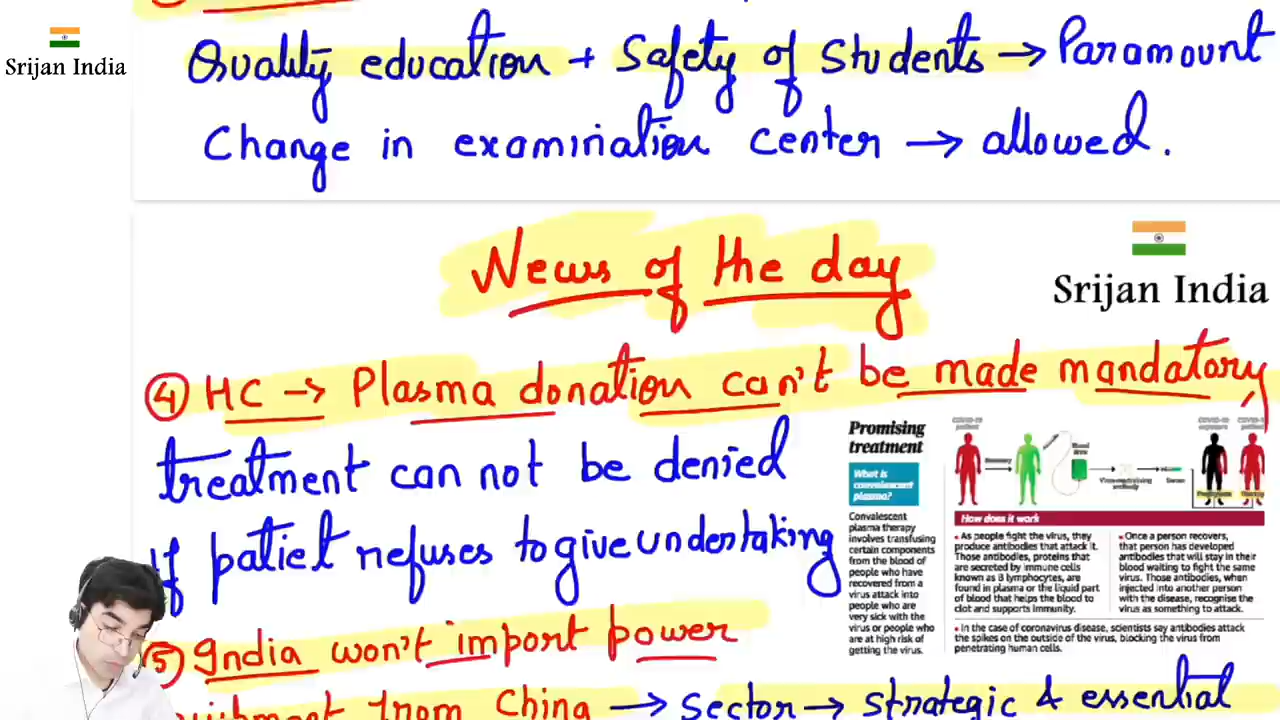 Srijan India
Quality education + Safety of Students → Paramount
Change in examination center → allowed.
News of the day
Srijan India
④ HC → Plasma donation can't be made mandatory
treatment can not be denied
If patiet refuses to give undertaking
Promising
treatment
What is
convalescent
plasma?
Convalescent
plasma therapy
involves transfusing
certain components
from the blood of
people who have
recovered from a
virus attack into
people who are
very sick with the
virus or people who
are at high risk of
getting the virus.
COVID-19
patient
Recovery
Blood
Virus-neutralising
antibody
Serum
How does it work
• As people fight the virus, they
produce antibodies that attack it.
Those antibodies, proteins that
are secreted by immune cells
known as B lymphocytes, are
found in plasma or the liquid part
of blood that helps the blood to
clot and supports immunity.
• Once a person recovers,
that person has developed
antibodies that will stay in their
blood waiting to fight the same
virus. Those antibodies, when
injected into another person
with the disease, recognise the
virus as something to attack.
• In the case of coronavirus disease, scientists say antibodies attack
the spikes on the outside of the virus, blocking the virus from
penetrating human cells.
⑤ India won't import power
from China → Sector → strategic & essential